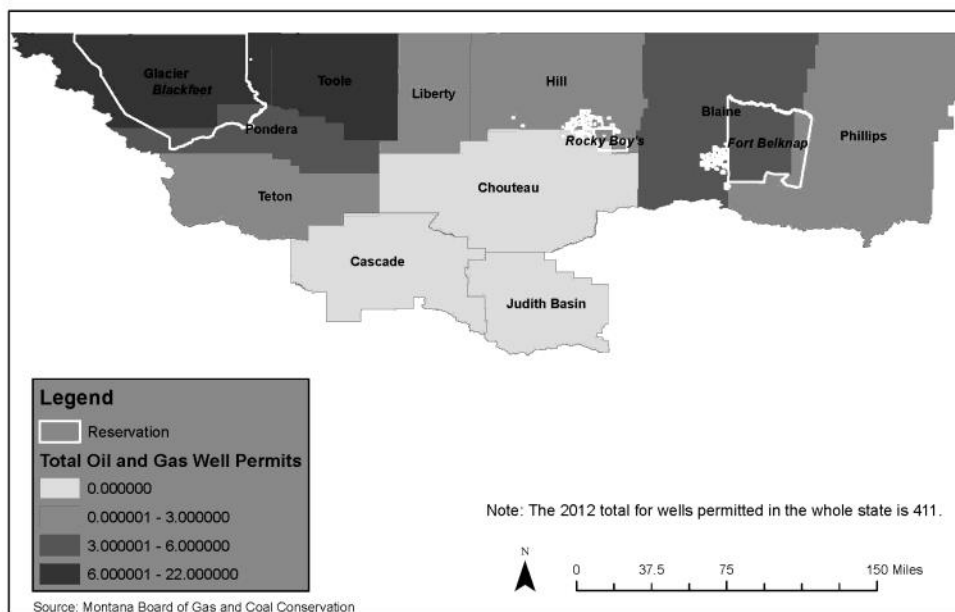 Glacier
Blackfeet
Toole
Liberty
Hill
Blaine
Pondera
Rocky Boy's
Fort Belknap
Phillips
Teton
Chouteau
Cascade
Judith Basin
Legend
Reservation
Total Oil and Gas Well Permits
0.000000
0.000001 - 3.000000
3.000001 - 6.000000
6.000001 - 22.000000
Note: The 2012 total for wells permitted in the whole state is 411.
N
0 37.5 75 150 Miles
Source: Montana Board of Gas and Coal Conservation